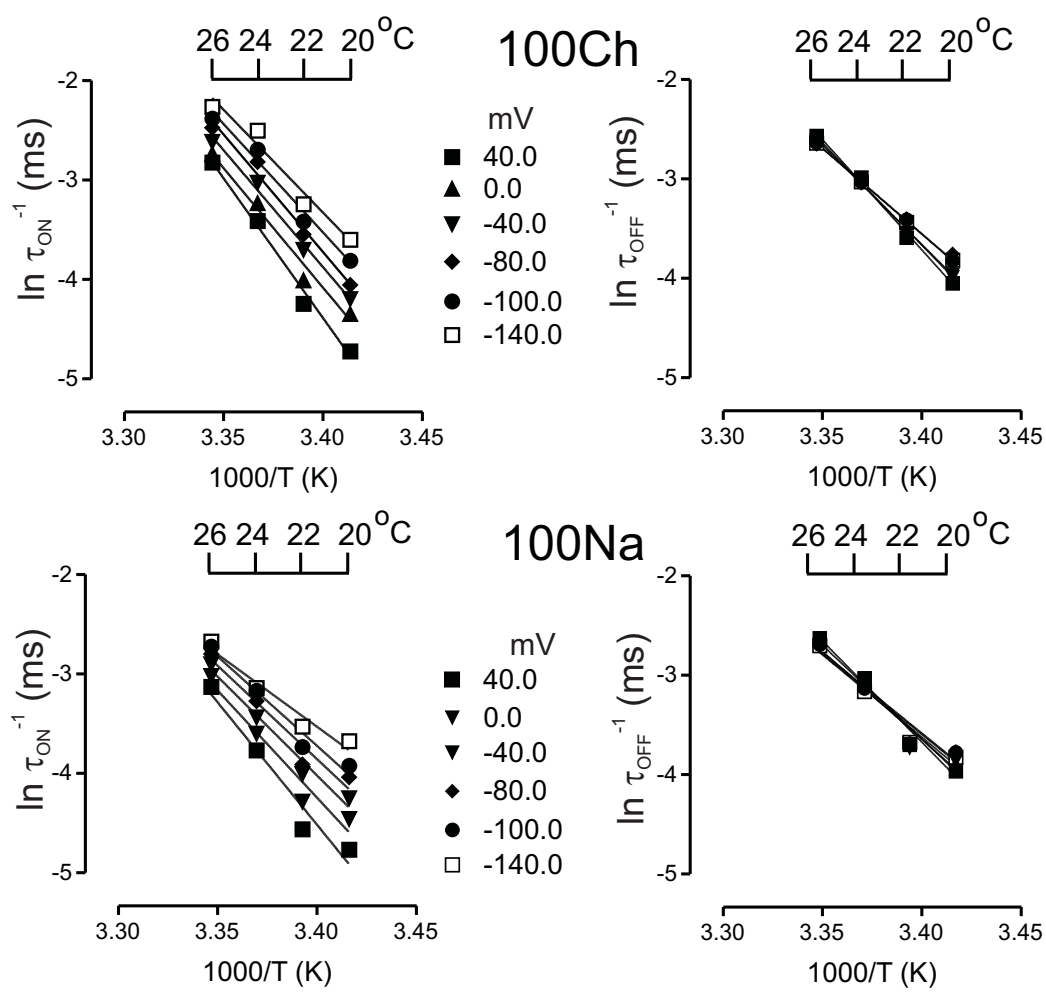 26 24 22 20 °C
100Ch
26 24 22 20 °C
-2
-3
-4
-5
ln τON-1 (ms)
mV
40.0
0.0
-40.0
-80.0
-100.0
-140.0
-2
-3
-4
-5
ln τOFF-1 (ms)
3.30 3.35 3.40 3.45
1000/T (K)
3.30 3.35 3.40 3.45
1000/T (K)
26 24 22 20 °C
100Na
26 24 22 20 °C
-2
-3
-4
-5
ln τON-1 (ms)
mV
40.0
0.0
-40.0
-80.0
-100.0
-140.0
-2
-3
-4
-5
ln τOFF-1 (ms)
3.30 3.35 3.40 3.45
1000/T (K)
3.30 3.35 3.40 3.45
1000/T (K)